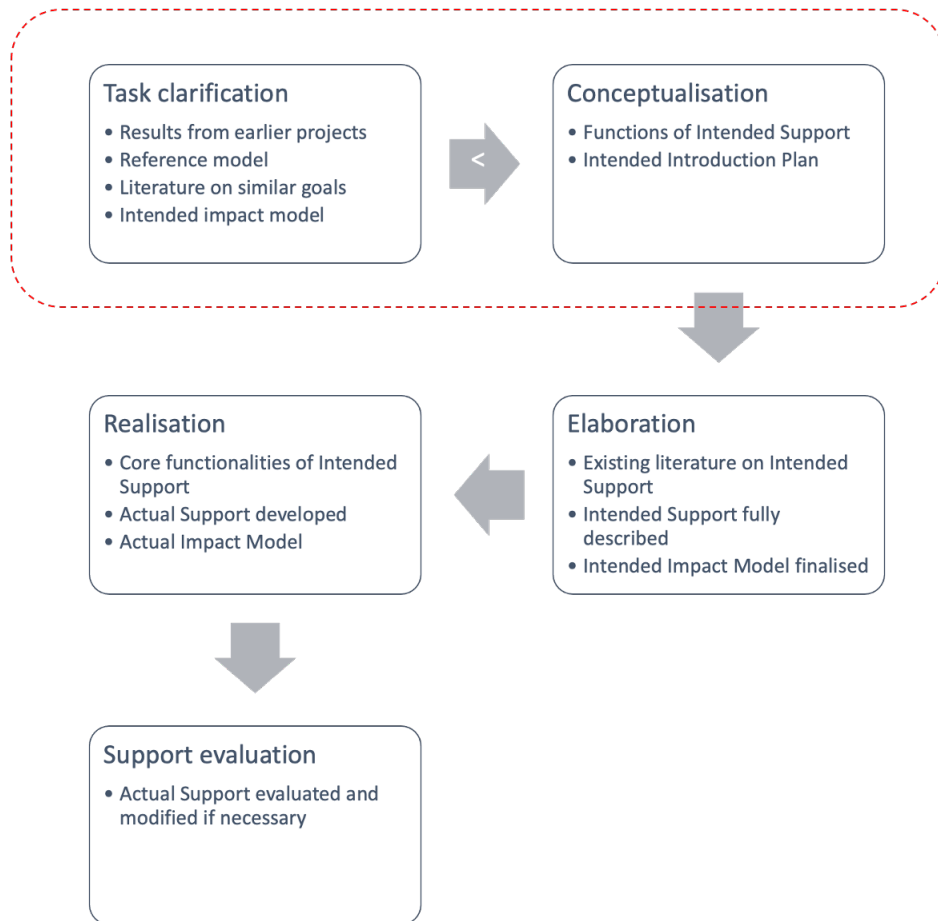 Task clarification
• Results from earlier projects
• Reference model
• Literature on similar goals
• Intended impact model
<
Conceptualisation
• Functions of Intended Support
• Intended Introduction Plan
Elaboration
• Existing literature on Intended
Support
• Intended Support fully
described
• Intended Impact Model finalised
Realisation
• Core functionalities of Intended
Support
• Actual Support developed
• Actual Impact Model
Support evaluation
• Actual Support evaluated and
modified if necessary